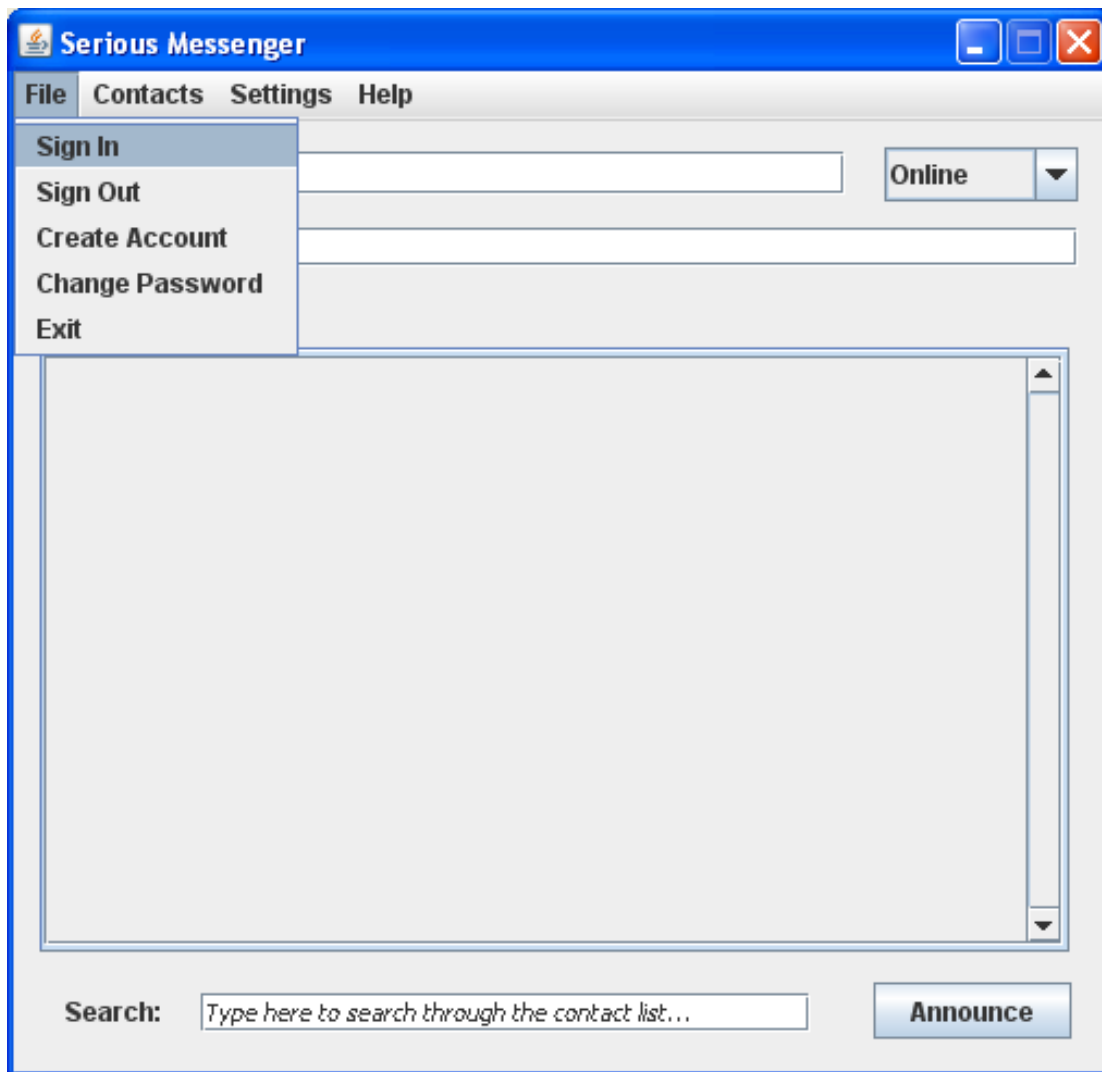 Serious Messenger
File Contacts Settings Help
Sign In
Online
Sign Out
Create Account
Change Password
Exit
Search: Type here to search through the contact list... Announce